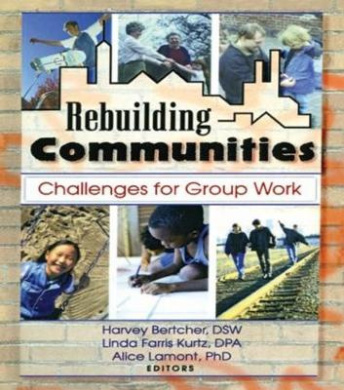 Rebuilding
Communities
Challenges for Group Work
Harvey Bertcher, DSW
Linda Farris Kurtz, DPA
Alice Lamont, PhD
EDITORS